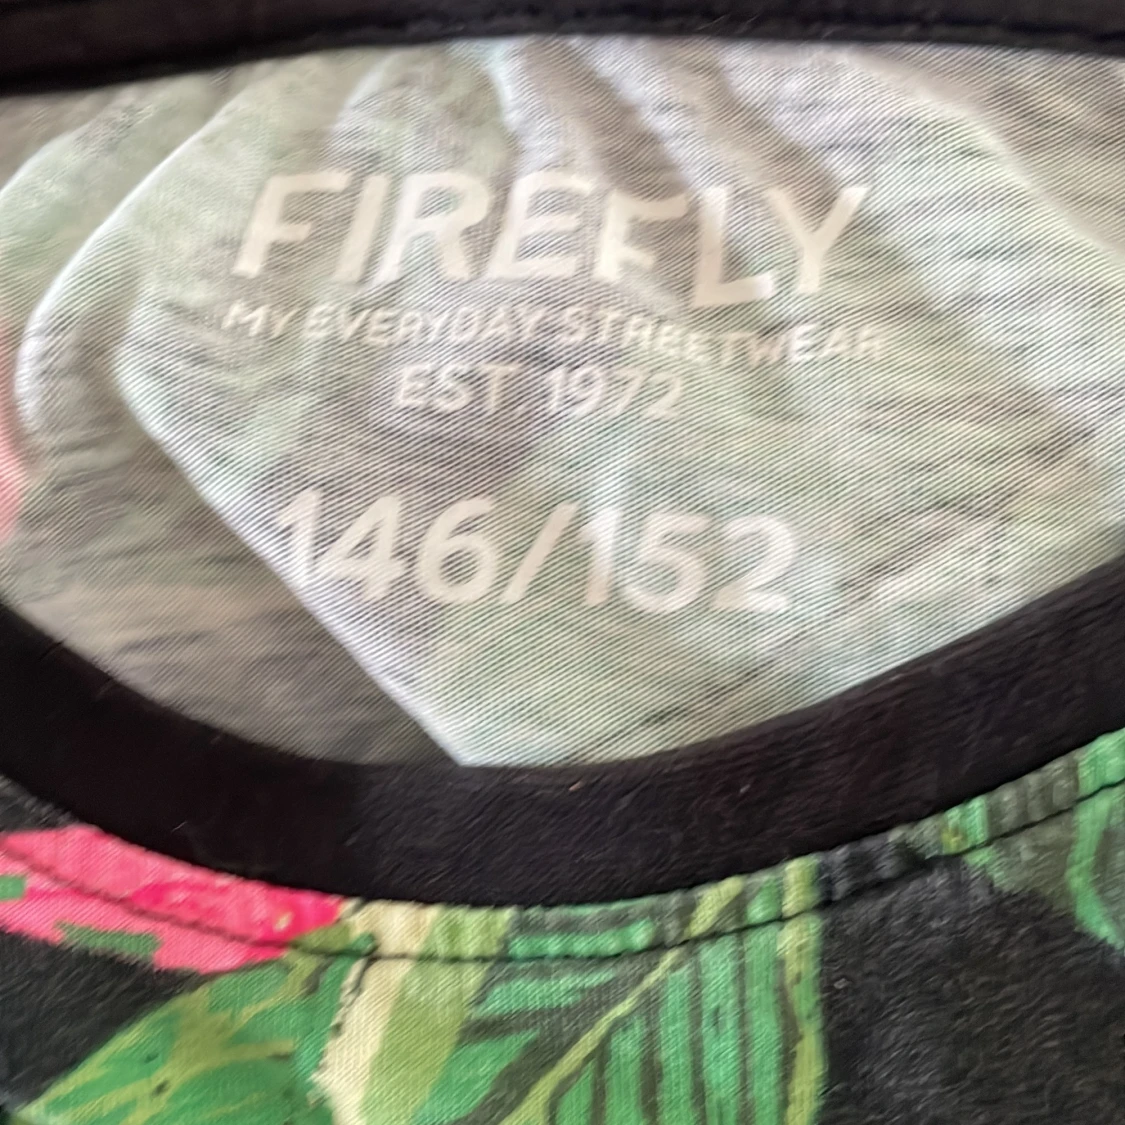 FIREFLY
MY EVERYDAY STREETWEAR
EST. 1972
146/152